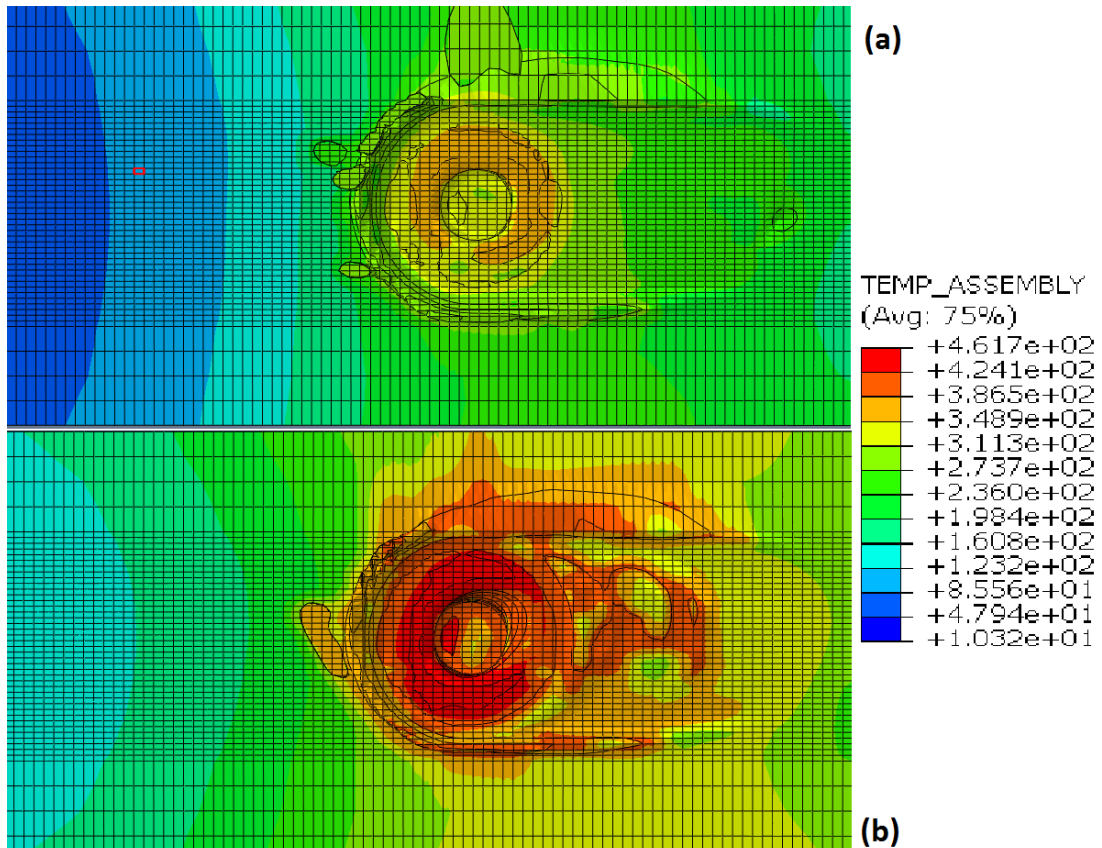 (a)
TEMP_ASSEMBLY
(Avg: 75%)
+4.617e+02
+4.241e+02
+3.865e+02
+3.489e+02
+3.113e+02
+2.737e+02
+2.360e+02
+1.984e+02
+1.608e+02
+1.232e+02
+8.556e+01
+4.794e+01
+1.032e+01
(b)